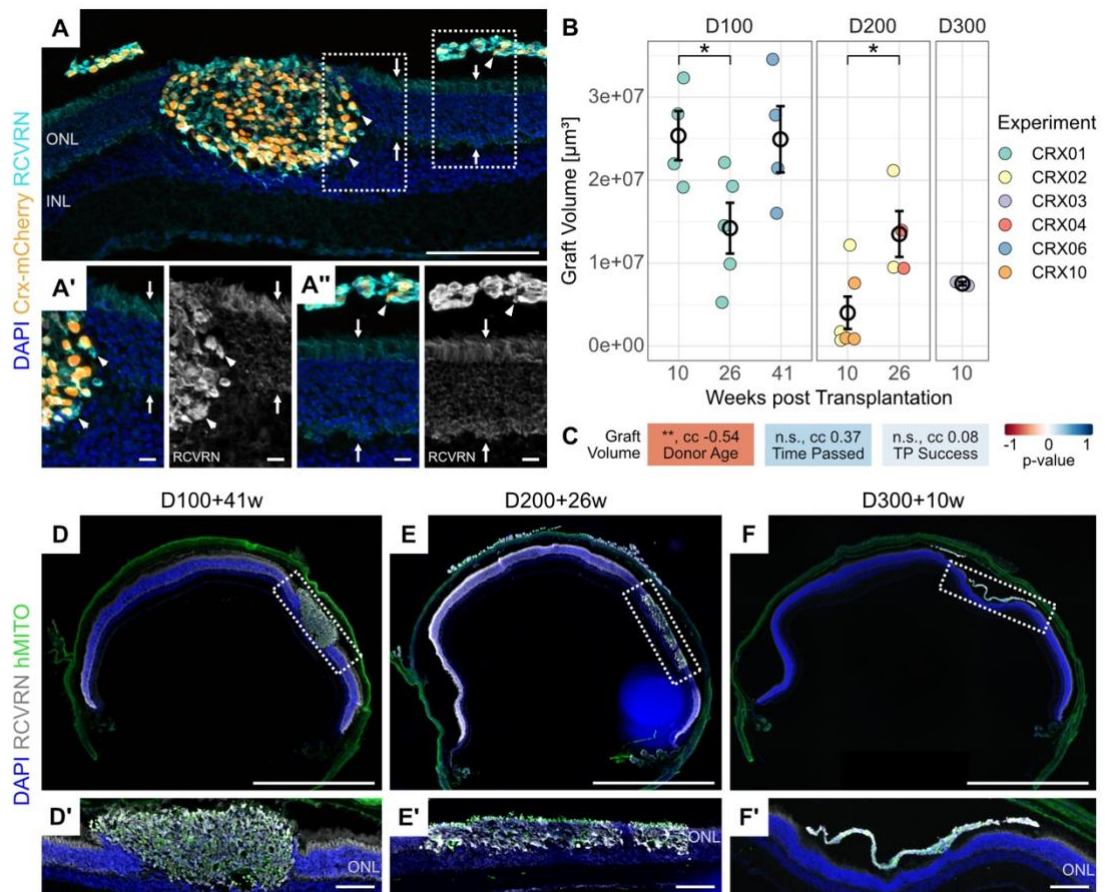 A
DAPI Crx-mCherry RCVRN
ONL
INL
A'
RCVRN
A''
RCVRN
B
D100
D200
D300
*
*
Graft Volume [µm³]
3e+07
2e+07
1e+07
0e+00
10
26
41
10
26
10
Weeks post Transplantation
Experiment
CRX01
CRX02
CRX03
CRX04
CRX06
CRX10
C
Graft
Volume
**, cc -0.54
Donor Age
n.s., cc 0.37
Time Passed
n.s., cc 0.08
TP Success
-1 0 1
p-value
DAPI RCVRN hMITO
D100+41w
D200+26w
D300+10w
D
E
F
D'
ONL
E'
ONL
F'
ONL